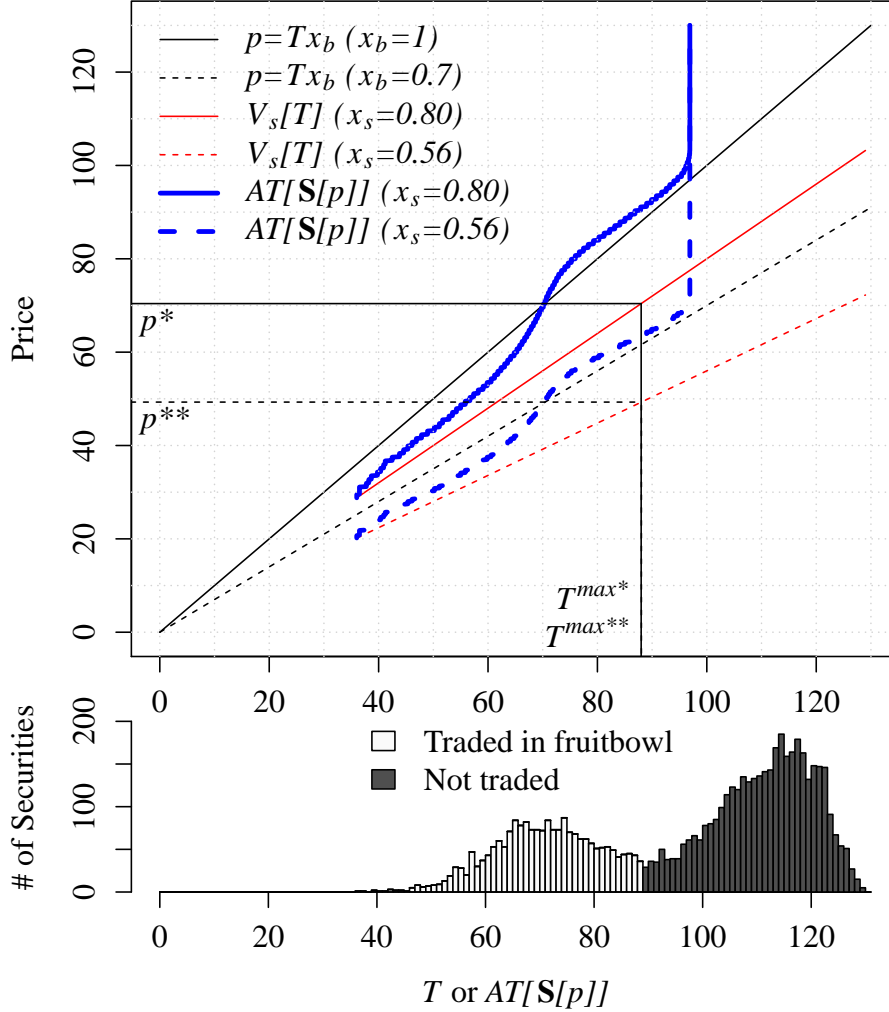 p=Tx_b (x_b=1)
p=Tx_b (x_b=0.7)
V_s[T] (x_s=0.80)
V_s[T] (x_s=0.56)
AT[S[p]] (x_s=0.80)
AT[S[p]] (x_s=0.56)
Price
0 20 40 60 80 100 120
p*
p**
T^max*
T^max**
0 20 40 60 80 100 120
# of Securities
0 100 200
Traded in fruitbowl
Not traded
0 20 40 60 80 100 120
T or AT[S[p]]